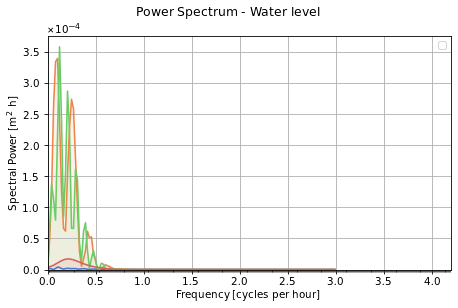 Power Spectrum - Water level
×10⁻⁴
3.5
3.0
2.5
2.0
1.5
1.0
0.5
0.0
Spectral Power [m² h]
0.0 0.5 1.0 1.5 2.0 2.5 3.0 3.5 4.0
Frequency [cycles per hour]